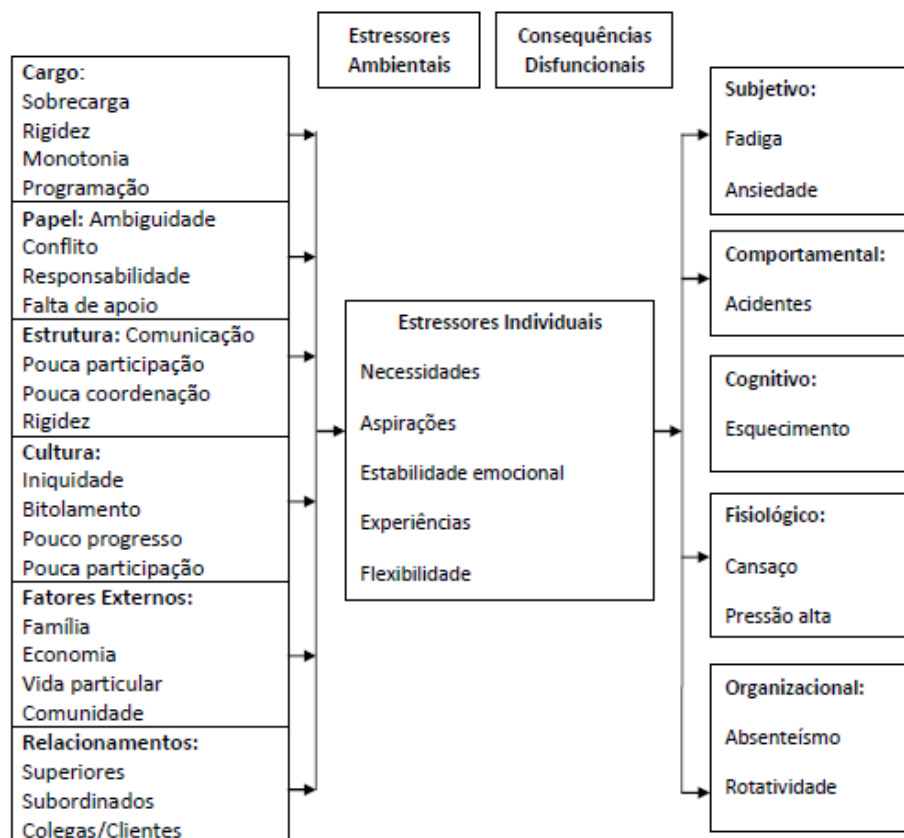 Estressores
Ambientais
Consequências
Disfuncionais
Cargo:
Sobrecarga
Rigidez
Monotonia
Programação
Papel: Ambiguidade
Conflito
Responsabilidade
Falta de apoio
Estrutura: Comunicação
Pouca participação
Pouca coordenação
Rigidez
Cultura:
Iniquidade
Bitolamento
Pouco progresso
Pouca participação
Fatores Externos:
Família
Economia
Vida particular
Comunidade
Relacionamentos:
Superiores
Subordinados
Colegas/Clientes
Estressores Individuais
Necessidades
Aspirações
Estabilidade emocional
Experiências
Flexibilidade
Subjetivo:
Fadiga
Ansiedade
Comportamental:
Acidentes
Cognitivo:
Esquecimento
Fisiológico:
Cansaço
Pressão alta
Organizacional:
Absenteísmo
Rotatividade